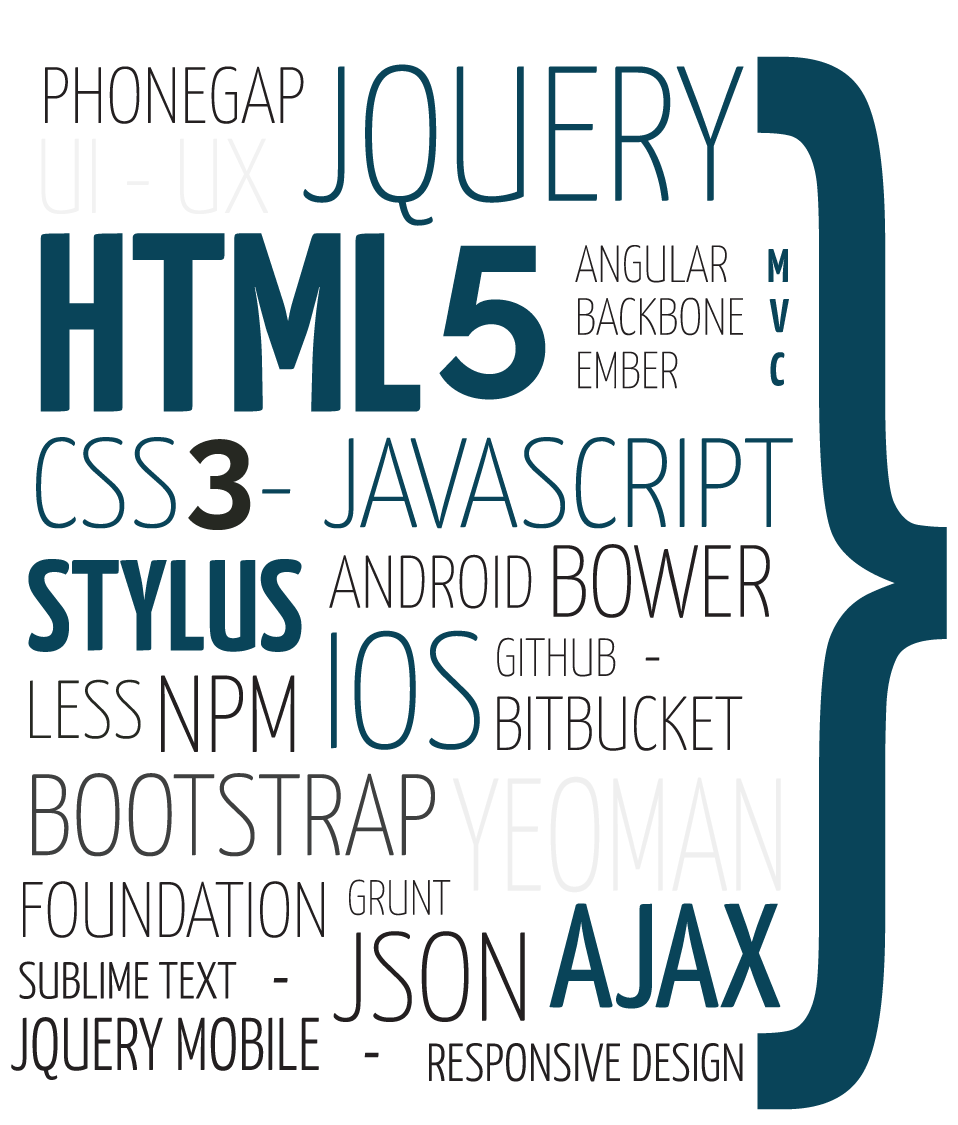 PHONEGAP JQUERY
UI - UX
HTML5
ANGULAR M
BACKBONE V
EMBER C
CSS3 - JAVASCRIPT
STYLUS ANDROID BOWER
IOS GITHUB -
LESS NPM BITBUCKET
BOOTSTRAP YEOMAN
FOUNDATION GRUNT
JSON AJAX
SUBLIME TEXT -
JQUERY MOBILE - RESPONSIVE DESIGN
}